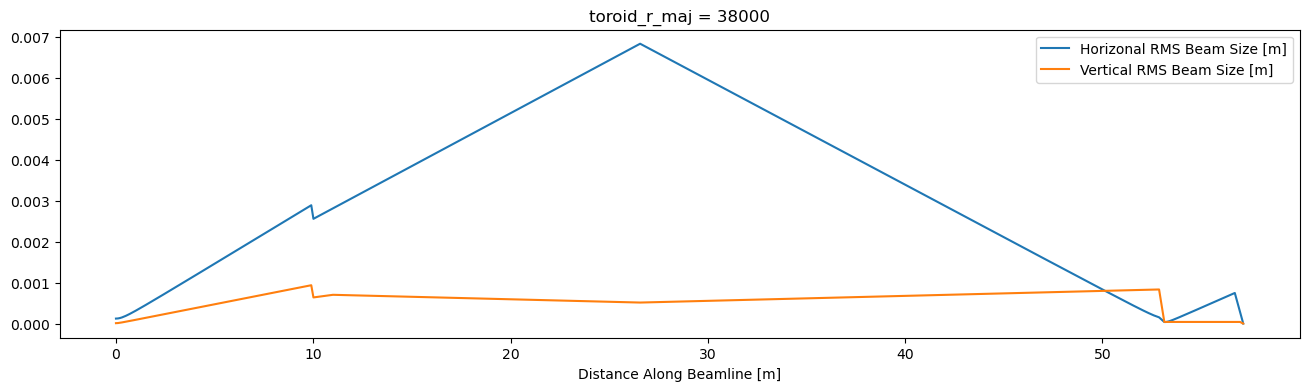 toroid_r_maj = 38000
Horizonal RMS Beam Size [m]
Vertical RMS Beam Size [m]
0.007
0.006
0.005
0.004
0.003
0.002
0.001
0.000
0 10 20 30 40 50
Distance Along Beamline [m]